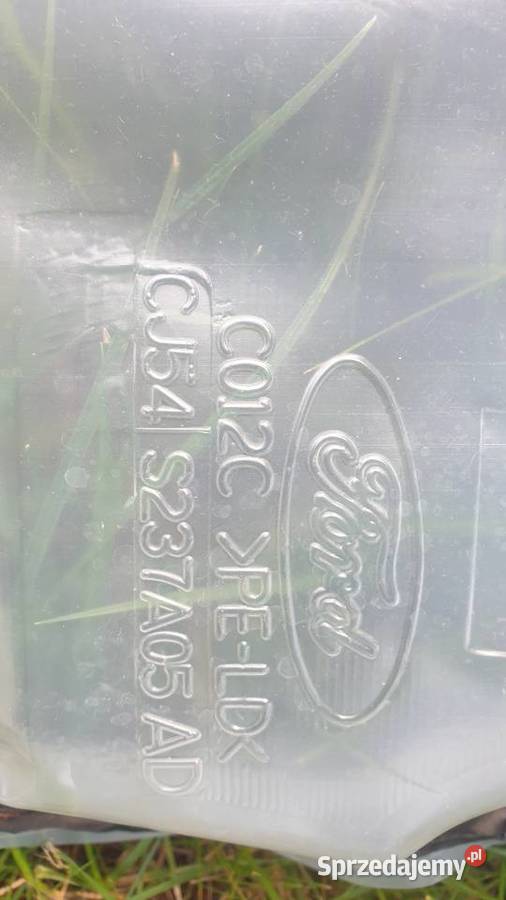 Ford
C012C >PE-LD<
CJ54 S237A05 AD
Sprzedajemy.pl